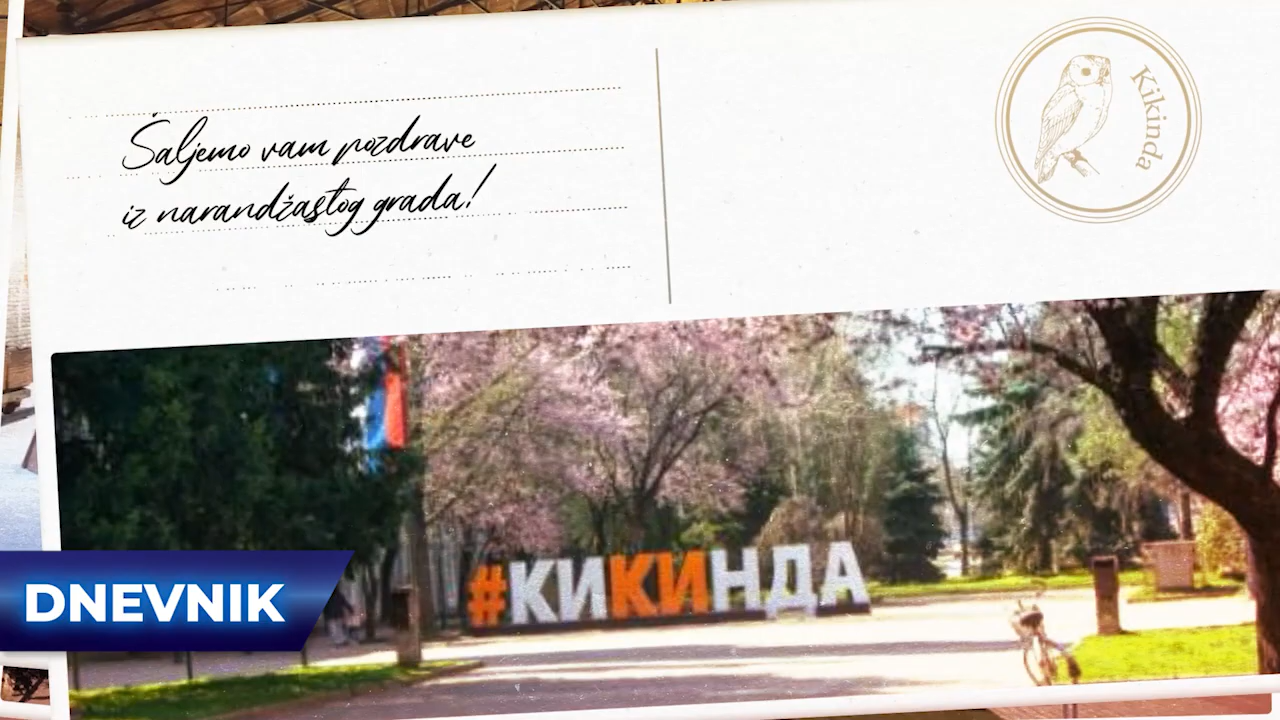 Šaljemo vam pozdrave
iz narandžastog grada!
Kikinda
#КИКИНДА
DNEVNIK